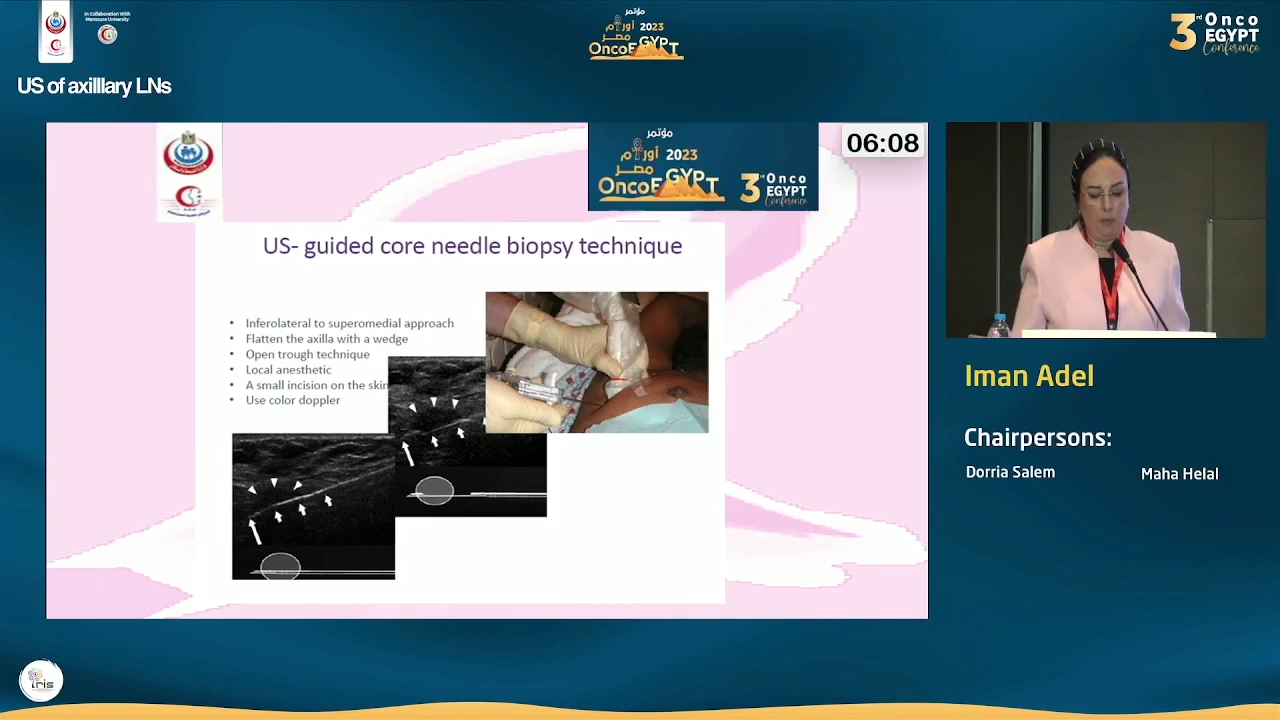 In Collaboration With
Mansoura University
مؤتمر
أورام 2023
مصر
OncoEGYPT
3rd Onco
EGYPT
Conference
US of axilllary LNs
مؤتمر
أورام 2023
مصر
OncoEGYPT
3rd Onco
EGYPT
Conference
06:08
US- guided core needle biopsy technique
• Inferolateral to superomedial approach
• Flatten the axilla with a wedge
• Open trough technique
• Local anesthetic
• A small incision on the skin
• Use color doppler
Iman Adel
Chairpersons:
Dorria Salem
Maha Helal
iris